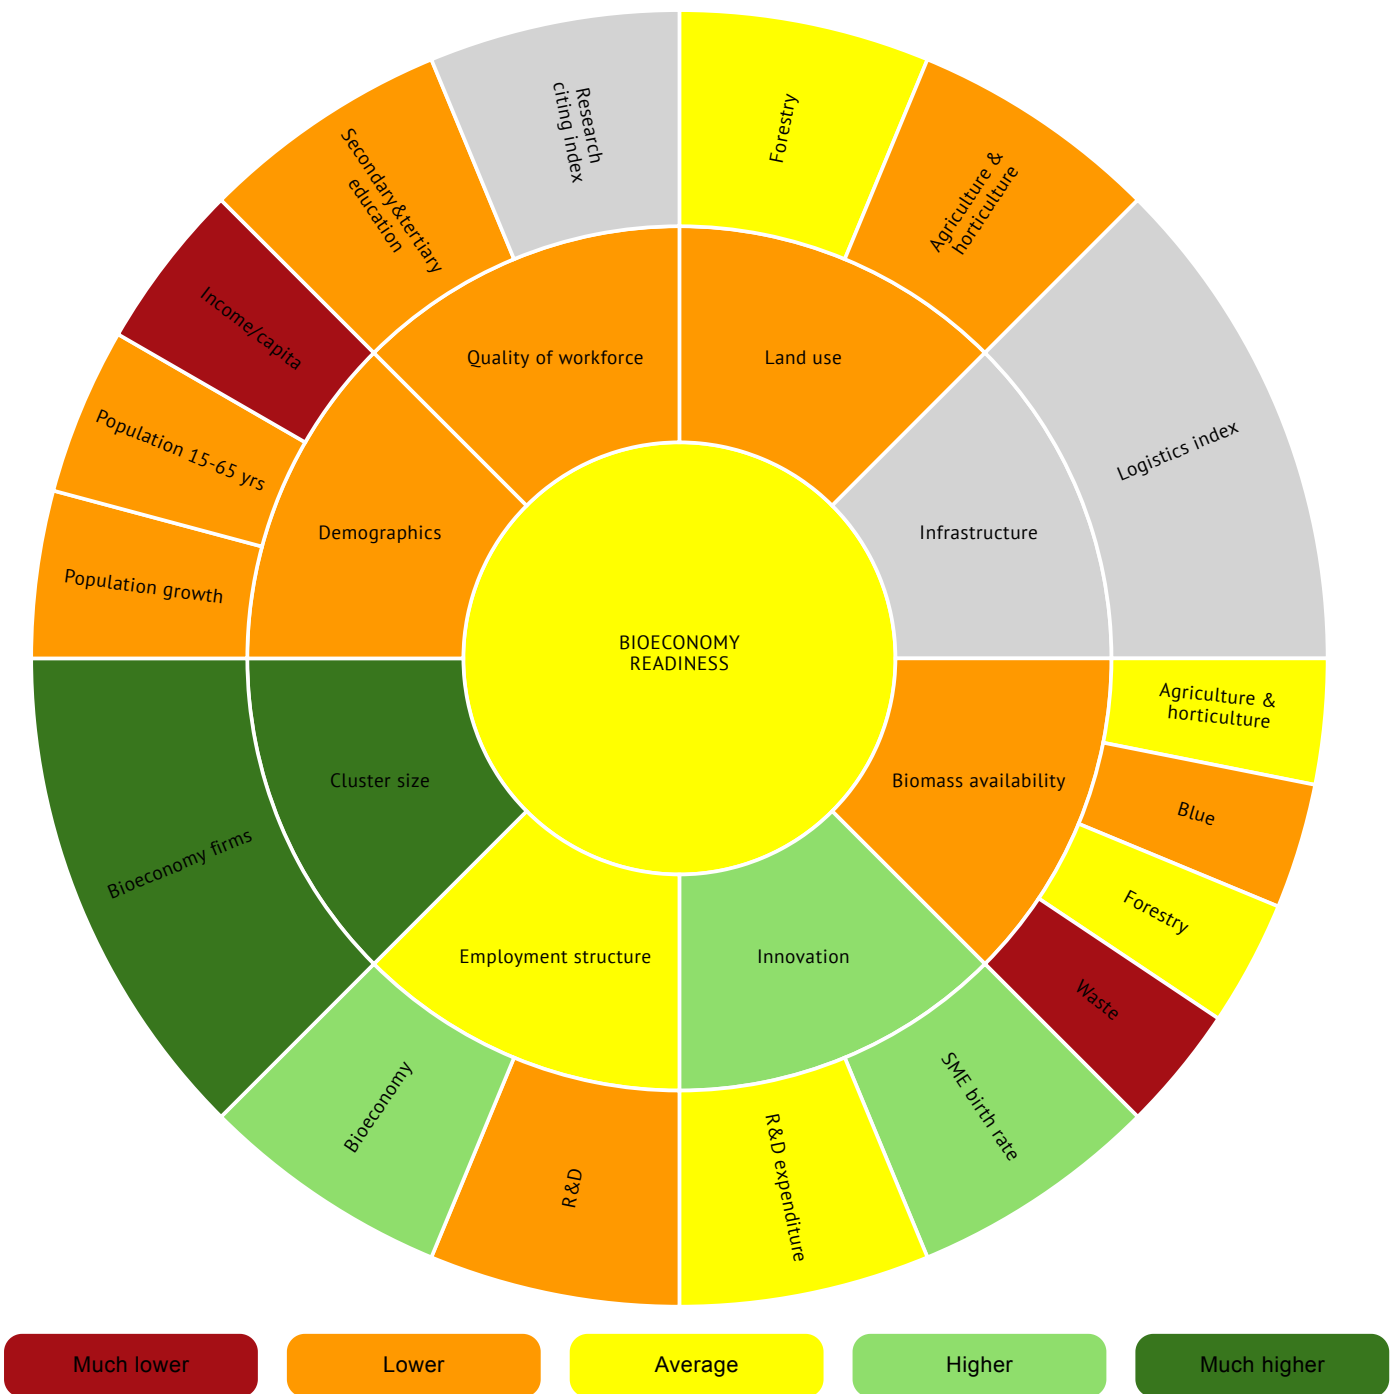 Research
citing index
Forestry
Secondary&tertiary
education
Agriculture &
horticulture
Income/capita
Quality of workforce
Land use
Population 15-65 yrs
Logistics index
Demographics
Infrastructure
Population growth
BIOECONOMY
READINESS
Agriculture &
horticulture
Cluster size
Biomass availability
Blue
Bioeconomy firms
Forestry
Employment structure
Innovation
Waste
Bioeconomy
SME birth rate
R&D
R&D expenditure
Much lower
Lower
Average
Higher
Much higher